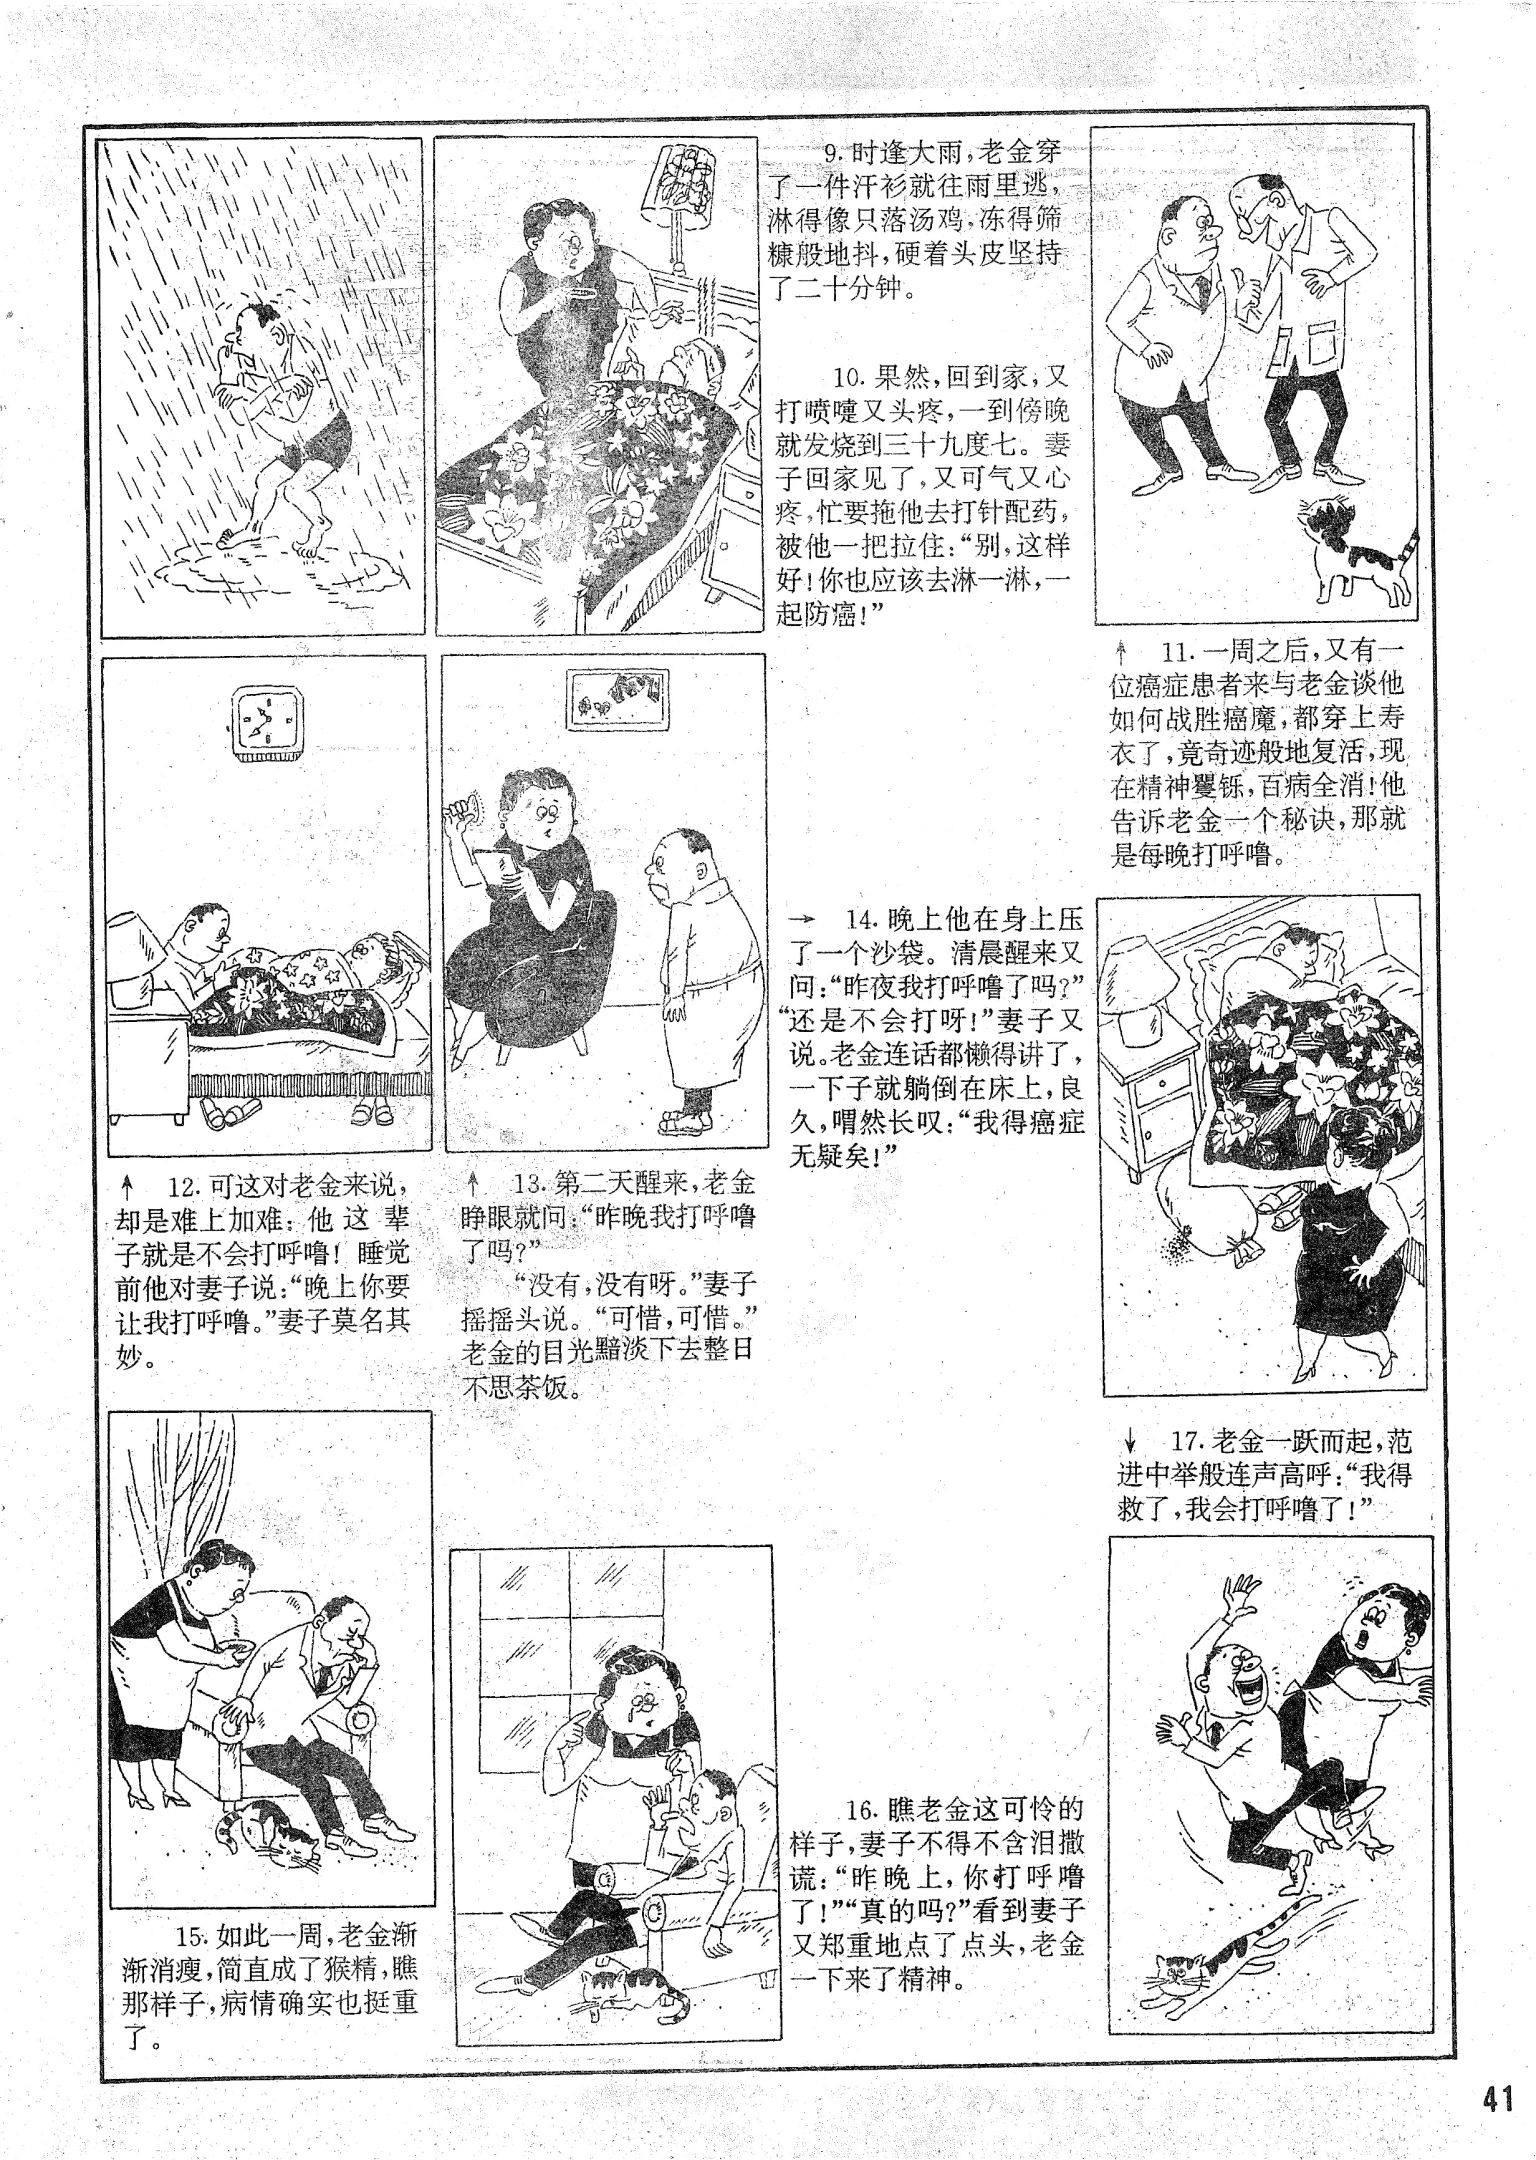 9. 时逢大雨，老金穿
了一件汗衫就往雨里逃，
淋得像只落汤鸡，冻得筛
糠般地抖，硬着头皮坚持
了二十分钟。
10. 果然，回到家，又
打喷嚏又头疼，一到傍晚
就发烧到三十九度七。妻
子回家见了，又可气又心
疼，忙要拖他去打针配药，
被他一把拉住：“别，这样
好！你也应该去淋一淋，一
起防癌！”
↑ 11. 一周之后，又有一
位癌症患者来与老金谈他
如何战胜癌魔，都穿上寿
衣了，竟奇迹般地复活，现
在精神矍铄，百病全消！他
告诉老金一个秘诀，那就
是每晚打呼噜。
↑ 12. 可这对老金来说，
却是难上加难：他这辈
子就是不会打呼噜！睡觉
前他对妻子说：“晚上你要
让我打呼噜。”妻子莫名其
妙。
↑ 13. 第二天醒来，老金
睁眼就问：“昨晚我打呼噜
了吗？”
“没有，没有呀。”妻子
摇摇头说。“可惜，可惜。”
老金的目光黯淡下去整日
不思茶饭。
→ 14. 晚上他在身上压
了一个沙袋。清晨醒来又
问：“昨夜我打呼噜了吗？”
“还是不会打呀！”妻子又
说。老金连话都懒得讲了，
一下子就躺倒在床上，良
久，喟然长叹：“我得癌症
无疑矣！”
15. 如此一周，老金渐
渐消瘦，简直成了猴精，瞧
那样子，病情确实也挺重
了。
16. 瞧老金这可怜的
样子，妻子不得不含泪撒
谎：“昨晚上，你打呼噜
了！”“真的吗？”看到妻子
又郑重地点了点头，老金
一下来了精神。
↓ 17. 老金一跃而起，范
进中举般连声高呼：“我得
救了，我会打呼噜了！”
41